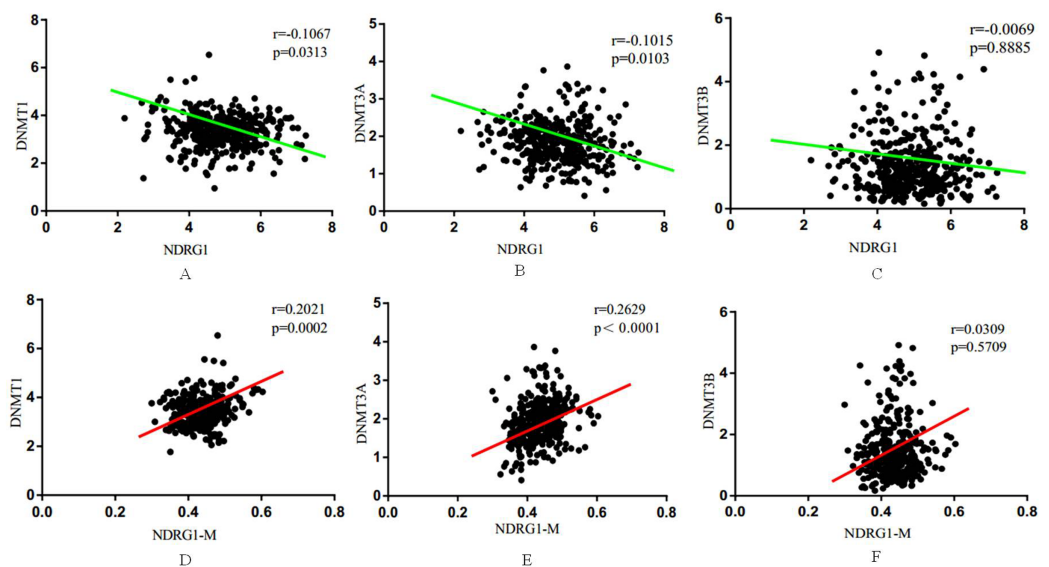 8
6
4
2
0
DNMT1
r=-0.1067
p=0.0313
0 2 4 6 8
NDRG1
A
5
4
3
2
1
0
DNMT3A
r=-0.1015
p=0.0103
0 2 4 6 8
NDRG1
B
6
4
2
0
DNMT3B
r=-0.0069
p=0.8885
0 2 4 6 8
NDRG1
C
8
6
4
2
0
DNMT1
r=0.2021
p=0.0002
0.0 0.2 0.4 0.6 0.8
NDRG1-M
D
5
4
3
2
1
0
DNMT3A
r=0.2629
p< 0.0001
0.0 0.2 0.4 0.6 0.8
NDRG1-M
E
6
4
2
0
DNMT3B
r=0.0309
p=0.5709
0.0 0.2 0.4 0.6 0.8
NDRG1-M
F